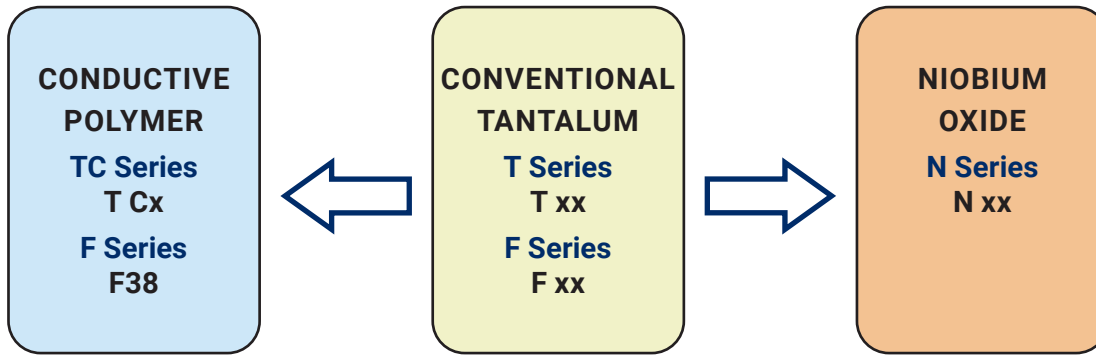 CONDUCTIVE
POLYMER
TC Series
T Cx
F Series
F38
CONVENTIONAL
TANTALUM
T Series
T xx
F Series
F xx
NIOBIUM
OXIDE
N Series
N xx